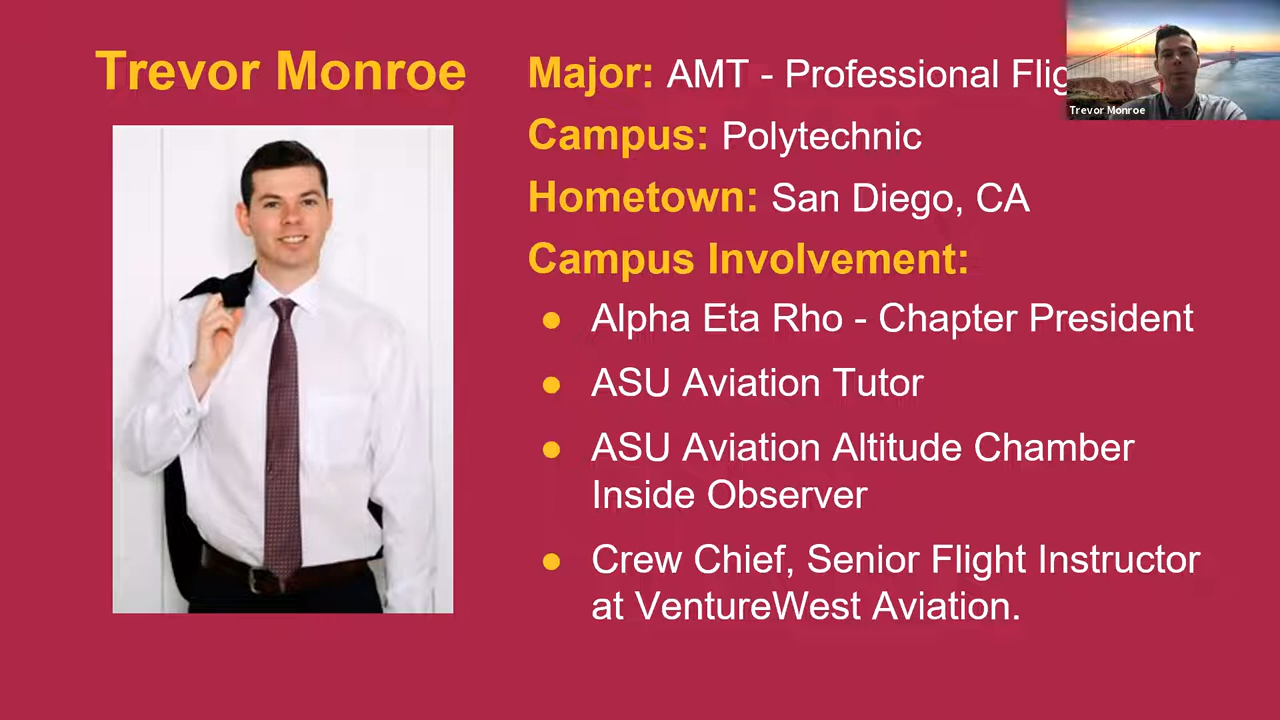 Trevor Monroe
Major: AMT - Professional
Trevor Monroe
Campus: Polytechnic
Hometown: San Diego, CA
Campus Involvement:
● Alpha Eta Rho - Chapter President
● ASU Aviation Tutor
● ASU Aviation Altitude Chamber
Inside Observer
● Crew Chief, Senior Flight Instructor
at VentureWest Aviation.